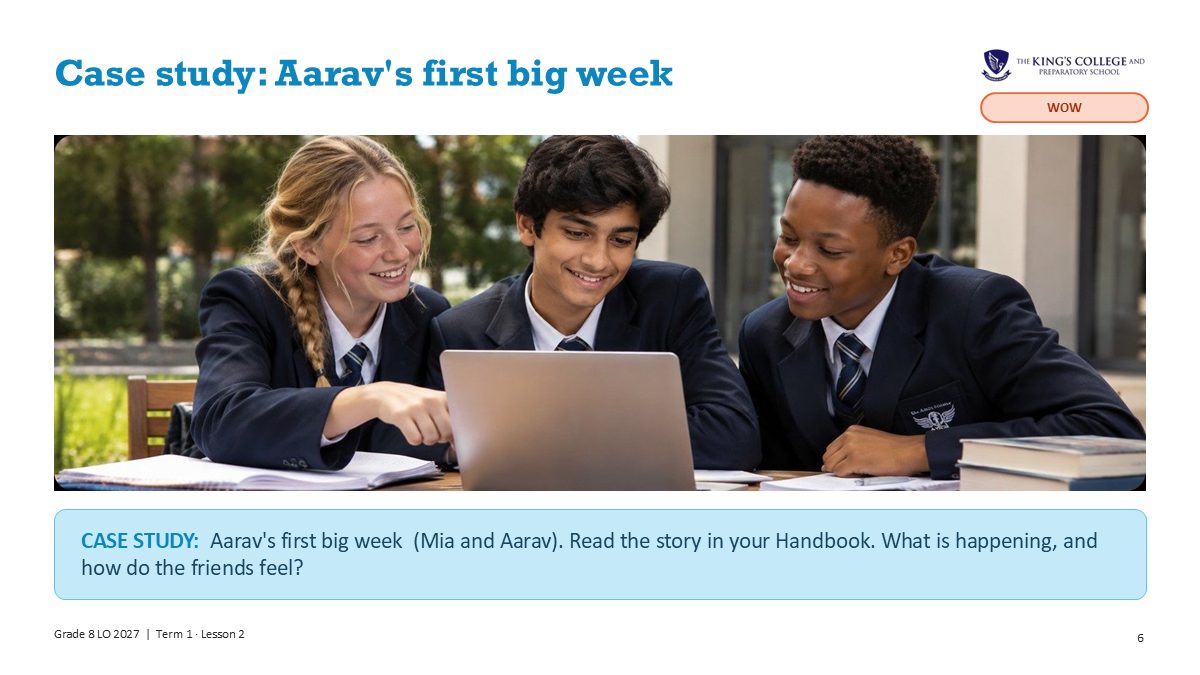 Case study: Aarav's first big week
THE KING'S COLLEGE AND
PREPARATORY SCHOOL
WOW
CASE STUDY:  Aarav's first big week  (Mia and Aarav). Read the story in your Handbook. What is happening, and
how do the friends feel?
Grade 8 LO 2027  |  Term 1 · Lesson 2
6